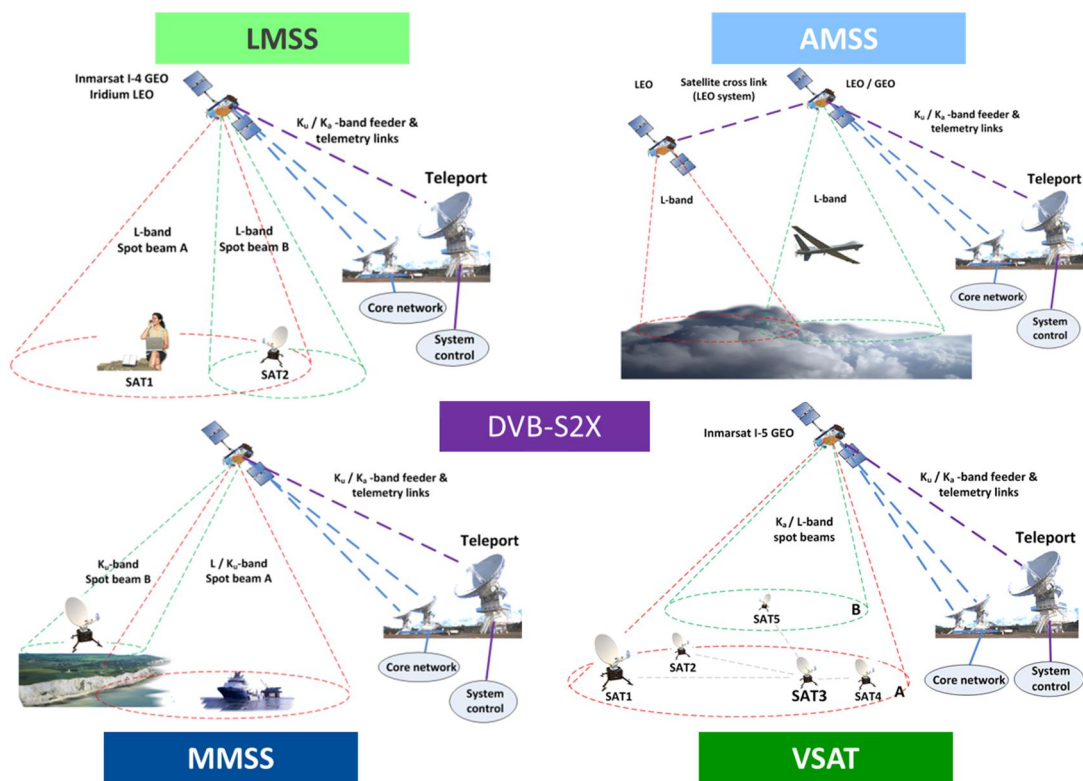 LMSS
Inmarsat I-4 GEO
Iridium LEO
Ku / Ka -band feeder &
telemetry links
Teleport
L-band
Spot beam A
L-band
Spot beam B
Core network
System
control
SAT1
SAT2
AMSS
LEO
Satellite cross link
(LEO system)
LEO / GEO
Ku / Ka -band feeder &
telemetry links
Teleport
L-band
L-band
Core network
System
control
DVB-S2X
Ku / Ka -band feeder &
telemetry links
Teleport
Ku-band
Spot beam B
L / Ku-band
Spot beam A
Core network
System
control
MMSS
Inmarsat I-5 GEO
Ku / Ka -band feeder &
telemetry links
Teleport
Ka / L-band
spot beams
B
SAT5
SAT2
SAT1
SAT3
SAT4
A
Core network
System
control
VSAT